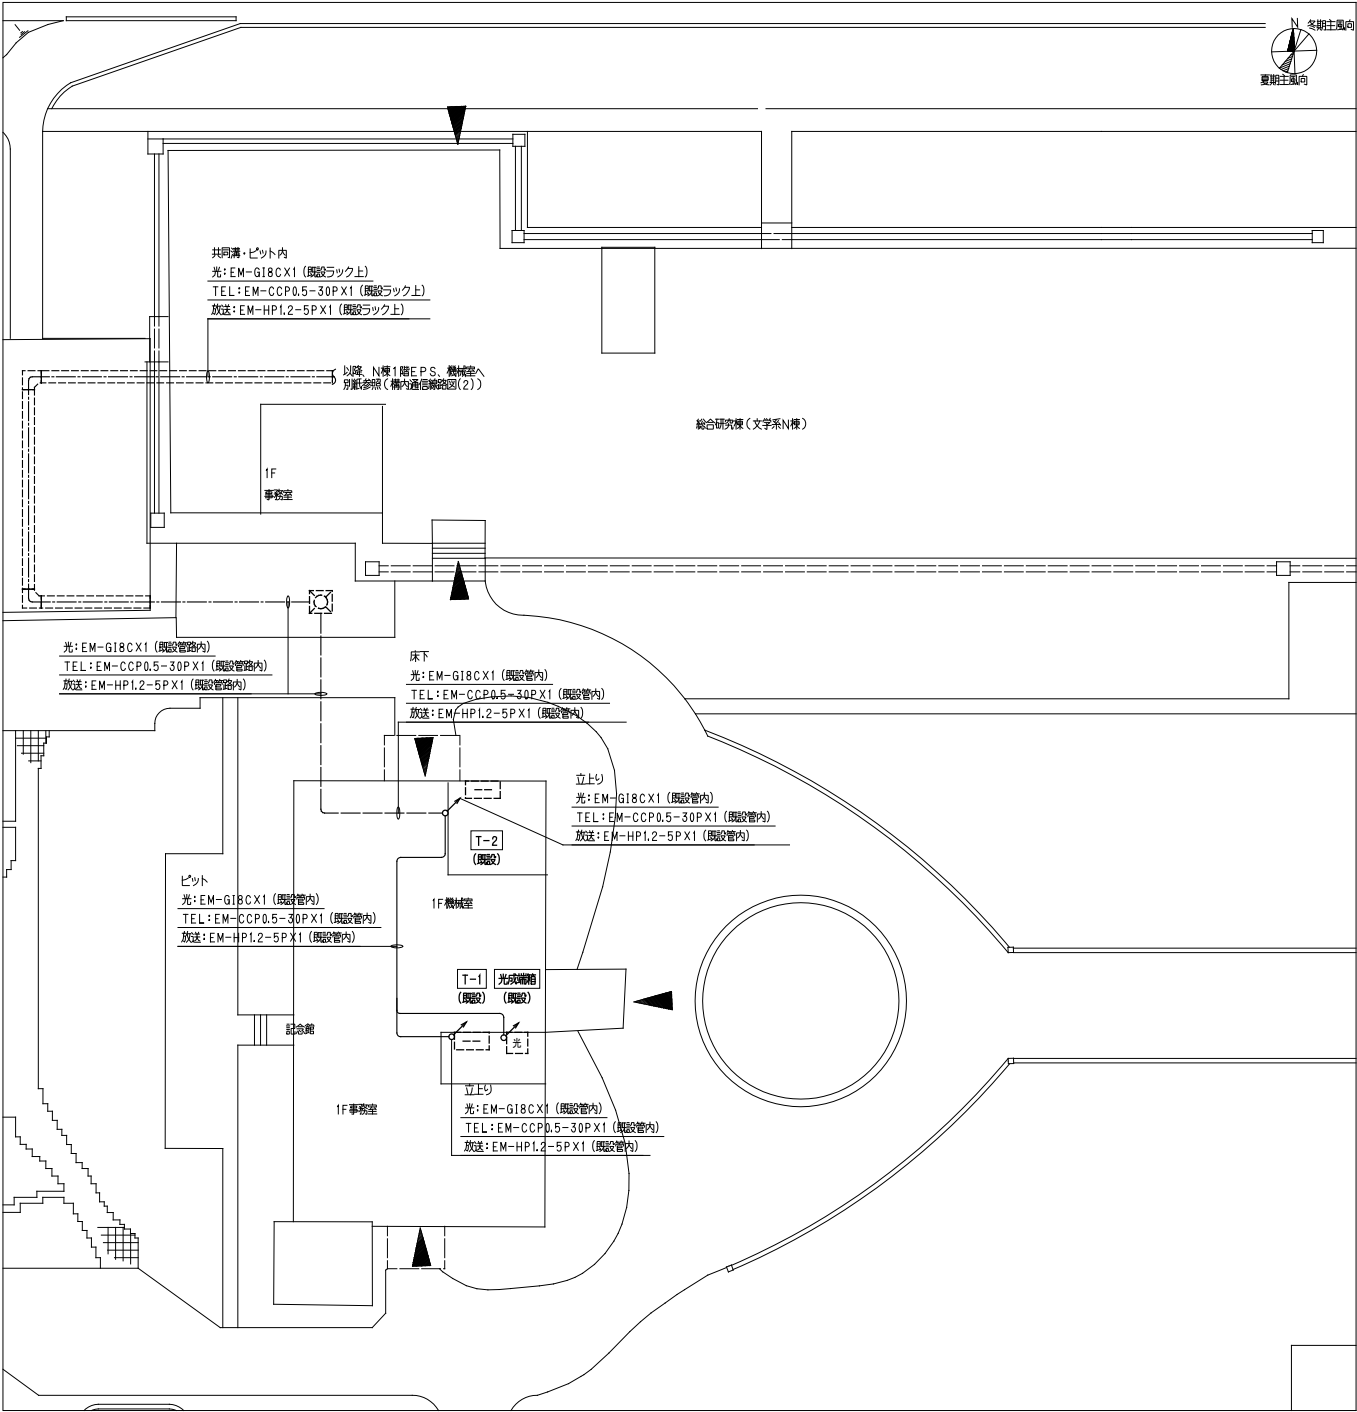 N
冬期主風向
夏期主風向
共同溝・ピット内
光:EM-GI8CX1(既設ラック上)
TEL:EM-CCP0.5-30PX1(既設ラック上)
放送:EM-HP1.2-5PX1(既設ラック上)
以降、N棟1階EPS、機械室へ
別紙参照(構内通信線路図(2))
総合研究棟(文学系N棟)
1F
事務室
光:EM-GI8CX1(既設管路内)
TEL:EM-CCP0.5-30PX1(既設管路内)
放送:EM-HP1.2-5PX1(既設管路内)
床下
光:EM-GI8CX1(既設管内)
TEL:EM-CCP0.5-30PX1(既設管内)
放送:EM-HP1.2-5PX1(既設管内)
立上り
光:EM-GI8CX1(既設管内)
TEL:EM-CCP0.5-30PX1(既設管内)
放送:EM-HP1.2-5PX1(既設管内)
T-2
(既設)
ピット
光:EM-GI8CX1(既設管内)
TEL:EM-CCP0.5-30PX1(既設管内)
放送:EM-HP1.2-5PX1(既設管内)
1F機械室
T-1
(既設)
光成端箱
(既設)
記念館
光
立上り
光:EM-GI8CX1(既設管内)
TEL:EM-CCP0.5-30PX1(既設管内)
放送:EM-HP1.2-5PX1(既設管内)
1F事務室